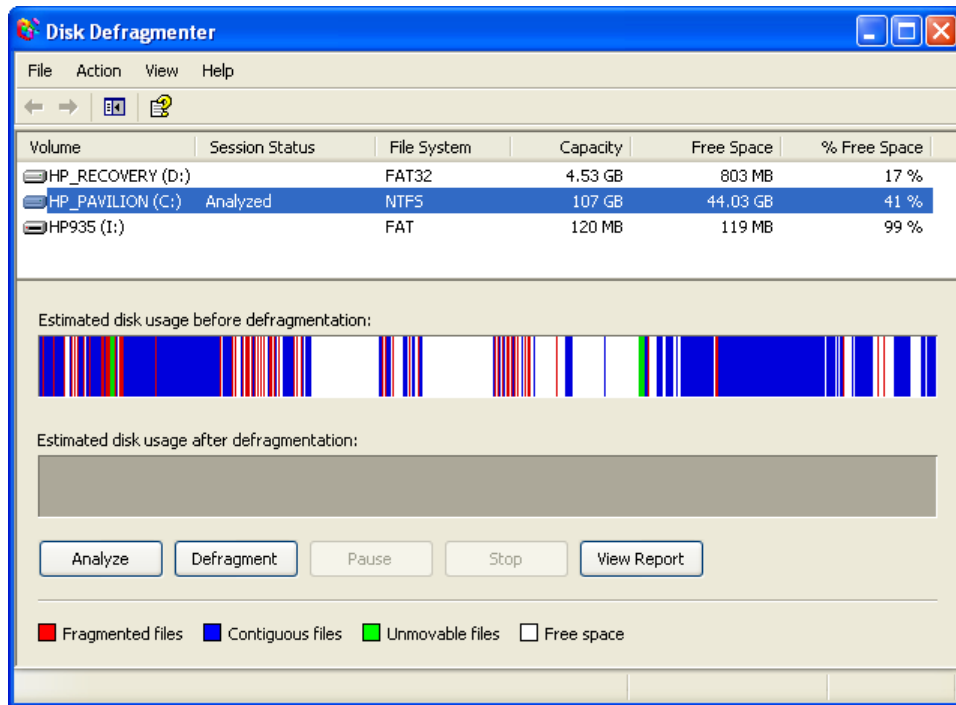 Disk Defragmenter
File Action View Help
Volume Session Status File System Capacity Free Space % Free Space
HP_RECOVERY (D:) FAT32 4.53 GB 803 MB 17 %
HP_PAVILION (C:) Analyzed NTFS 107 GB 44.03 GB 41 %
HP935 (I:) FAT 120 MB 119 MB 99 %
Estimated disk usage before defragmentation:
Estimated disk usage after defragmentation:
Analyze Defragment Pause Stop View Report
Fragmented files Contiguous files Unmovable files Free space